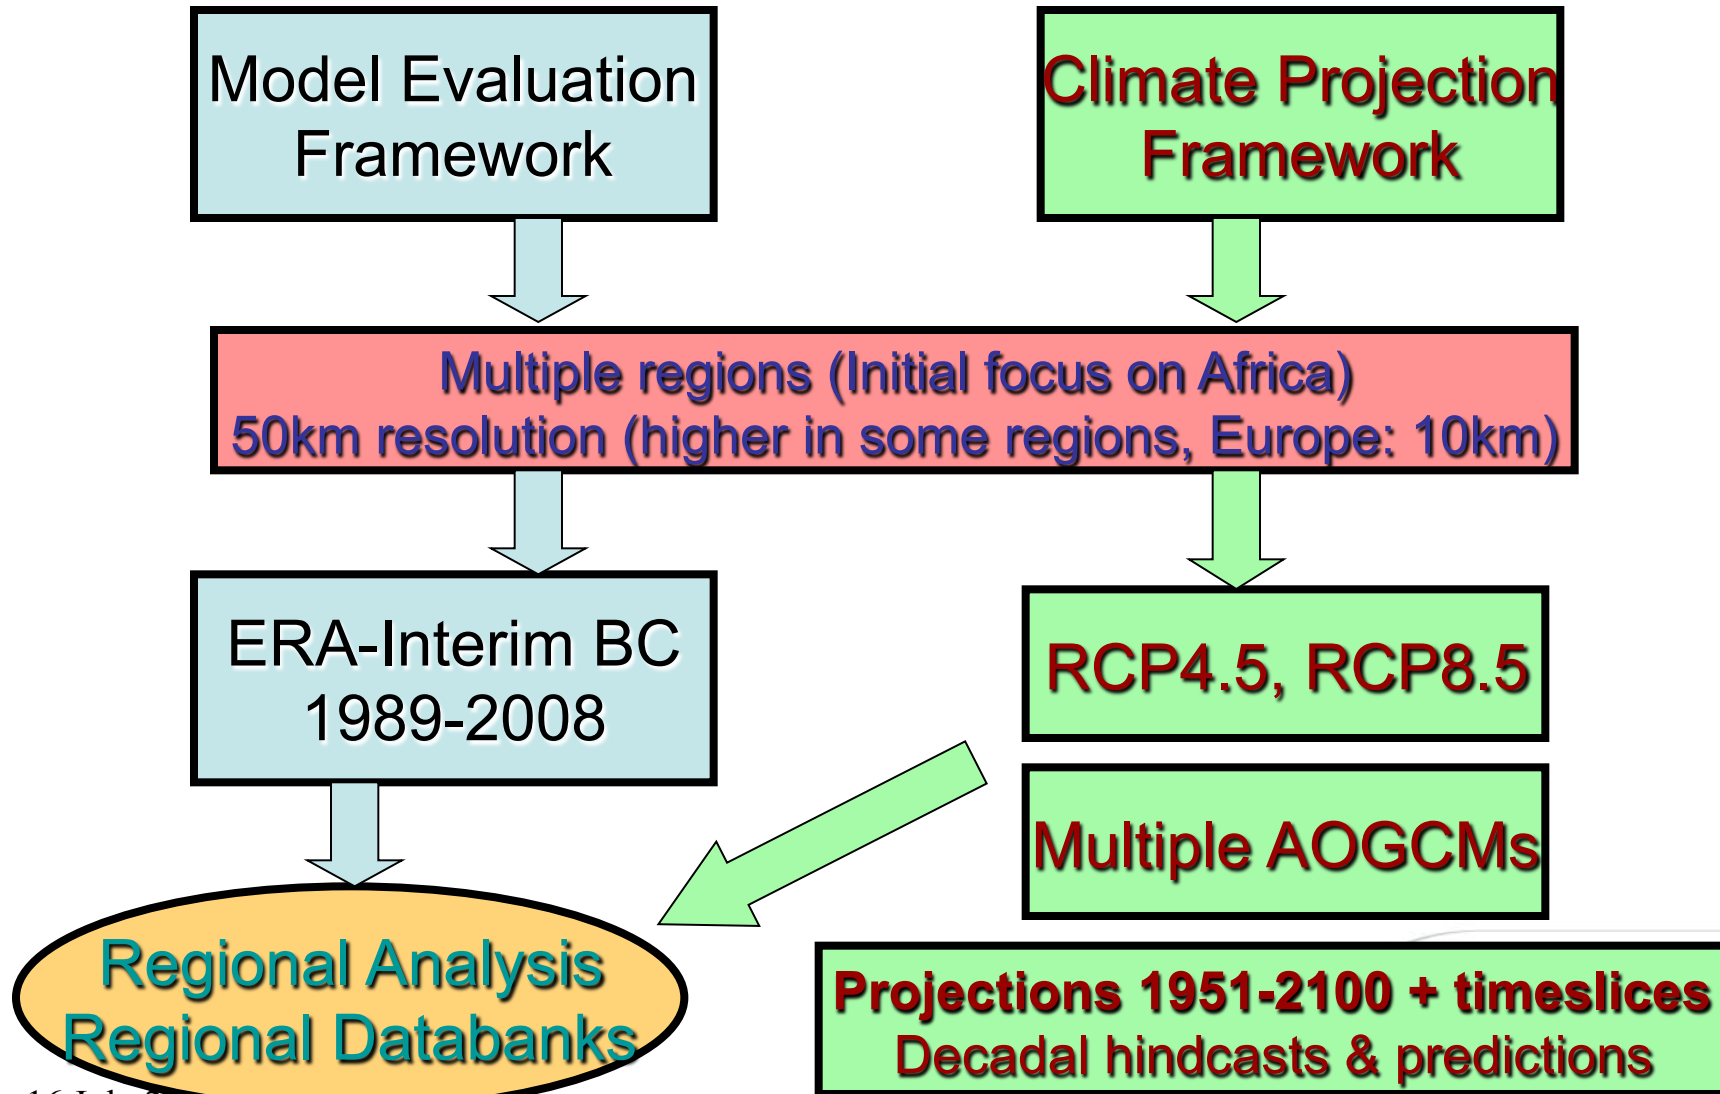 Model Evaluation
Framework
Climate Projection
Framework
Multiple regions (Initial focus on Africa)
50km resolution (higher in some regions, Europe: 10km)
ERA-Interim BC
1989-2008
RCP4.5, RCP8.5
Multiple AOGCMs
Regional Analysis
Regional Databanks
Projections 1951-2100 + timeslices
Decadal hindcasts & predictions
16